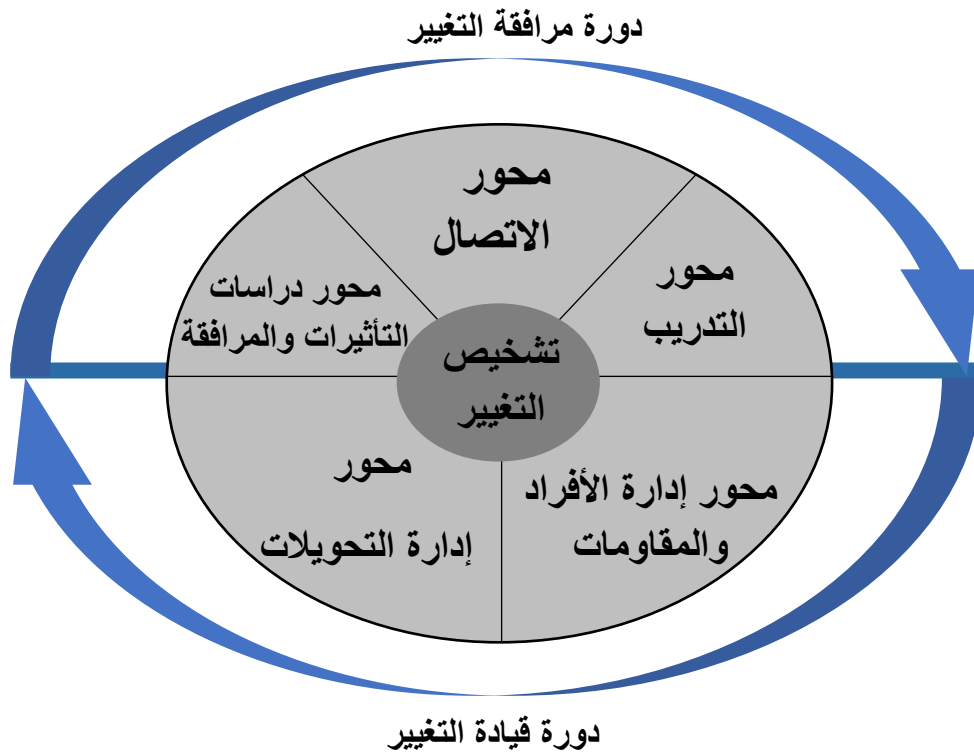 دورة مرافقة التغيير
محور
الاتصال
محور
التدريب
محور دراسات
التأثيرات والمرافقة
تشخيص
التغيير
محور إدارة الأفراد
والمقاومات
محور
إدارة التحويلات
دورة قيادة التغيير